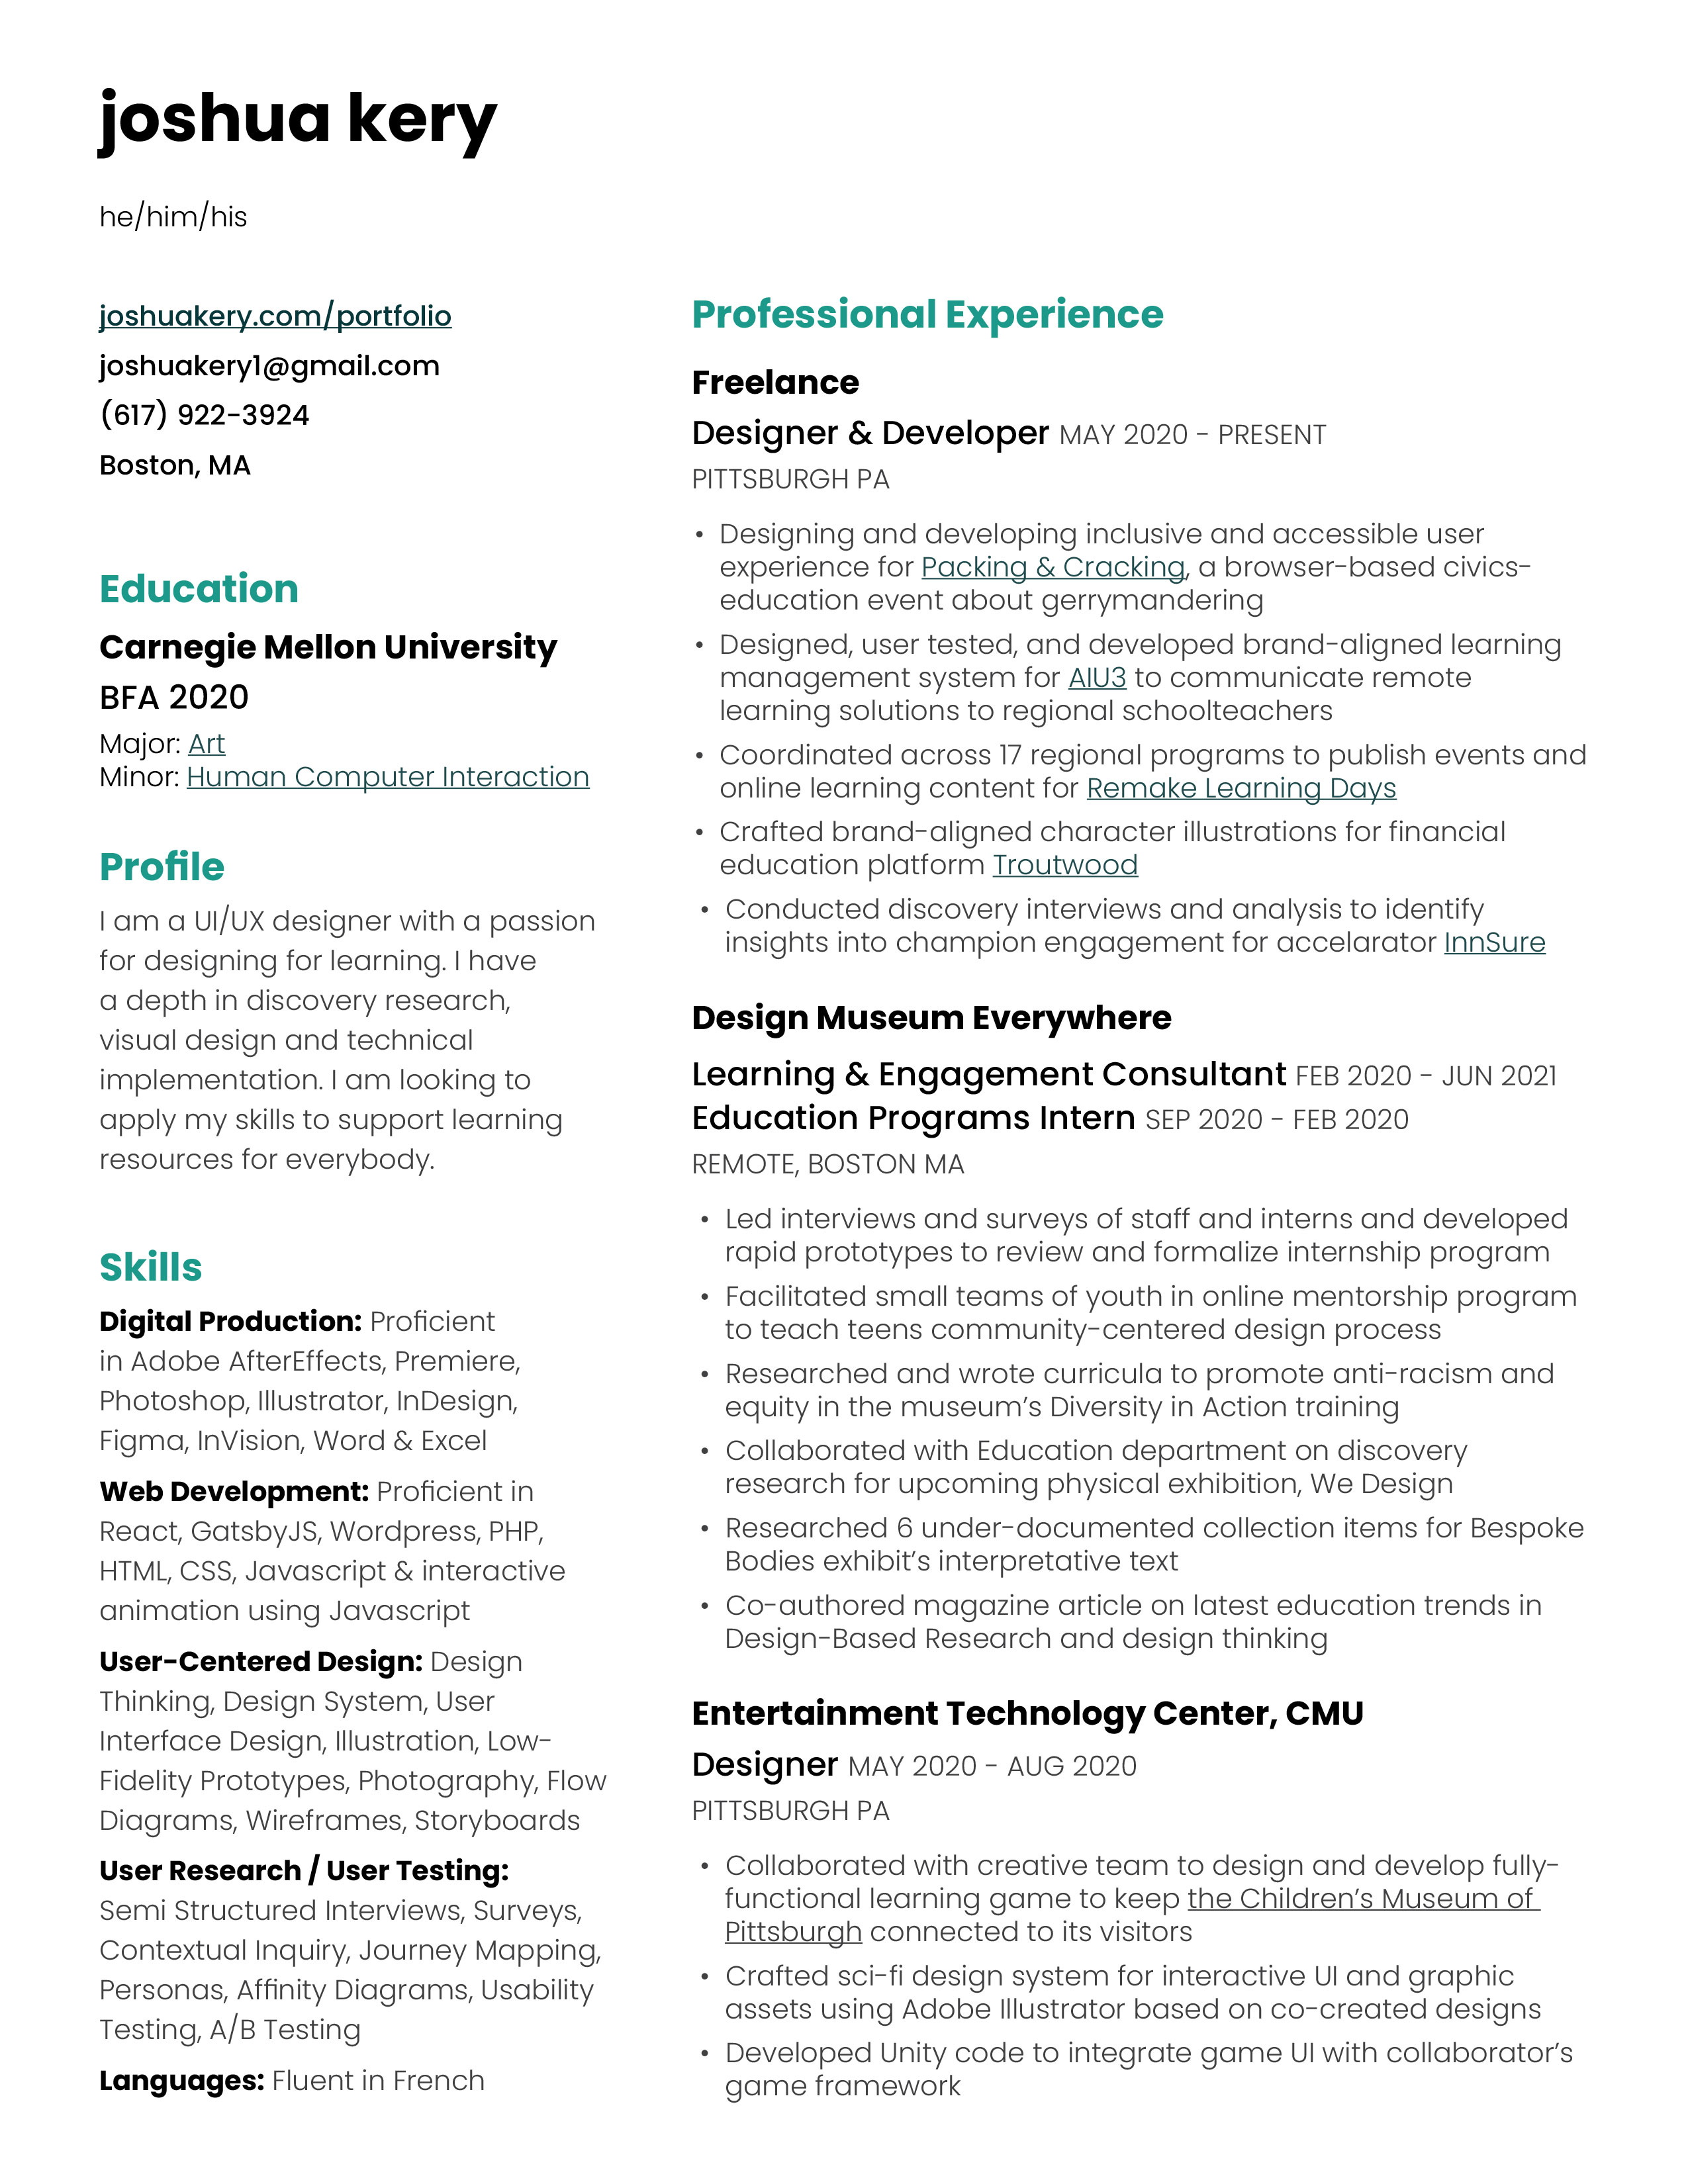 joshua kery
he/him/his
joshuakery.com/portfolio
joshuakery1@gmail.com
(617) 922-3924
Boston, MA
Education
Carnegie Mellon University
BFA 2020
Major: Art
Minor: Human Computer Interaction
Profile
I am a UI/UX designer with a passion
for designing for learning. I have
a depth in discovery research,
visual design and technical
implementation. I am looking to
apply my skills to support learning
resources for everybody.
Skills
Digital Production: Proficient
in Adobe AfterEffects, Premiere,
Photoshop, Illustrator, InDesign,
Figma, InVision, Word & Excel
Web Development: Proficient in
React, GatsbyJS, Wordpress, PHP,
HTML, CSS, Javascript & interactive
animation using Javascript
User-Centered Design: Design
Thinking, Design System, User
Interface Design, Illustration, Low-
Fidelity Prototypes, Photography, Flow
Diagrams, Wireframes, Storyboards
User Research / User Testing:
Semi Structured Interviews, Surveys,
Contextual Inquiry, Journey Mapping,
Personas, Affinity Diagrams, Usability
Testing, A/B Testing
Languages: Fluent in French
Professional Experience
Freelance
Designer & Developer MAY 2020 - PRESENT
PITTSBURGH PA
• Designing and developing inclusive and accessible user
experience for Packing & Cracking, a browser-based civics-
education event about gerrymandering
• Designed, user tested, and developed brand-aligned learning
management system for AIU3 to communicate remote
learning solutions to regional schoolteachers
• Coordinated across 17 regional programs to publish events and
online learning content for Remake Learning Days
• Crafted brand-aligned character illustrations for financial
education platform Troutwood
• Conducted discovery interviews and analysis to identify
insights into champion engagement for accelarator InnSure
Design Museum Everywhere
Learning & Engagement Consultant FEB 2020 - JUN 2021
Education Programs Intern SEP 2020 - FEB 2020
REMOTE, BOSTON MA
• Led interviews and surveys of staff and interns and developed
rapid prototypes to review and formalize internship program
• Facilitated small teams of youth in online mentorship program
to teach teens community-centered design process
• Researched and wrote curricula to promote anti-racism and
equity in the museum's Diversity in Action training
• Collaborated with Education department on discovery
research for upcoming physical exhibition, We Design
• Researched 6 under-documented collection items for Bespoke
Bodies exhibit's interpretative text
• Co-authored magazine article on latest education trends in
Design-Based Research and design thinking
Entertainment Technology Center, CMU
Designer MAY 2020 - AUG 2020
PITTSBURGH PA
• Collaborated with creative team to design and develop fully-
functional learning game to keep the Children's Museum of
Pittsburgh connected to its visitors
• Crafted sci-fi design system for interactive UI and graphic
assets using Adobe Illustrator based on co-created designs
• Developed Unity code to integrate game UI with collaborator's
game framework